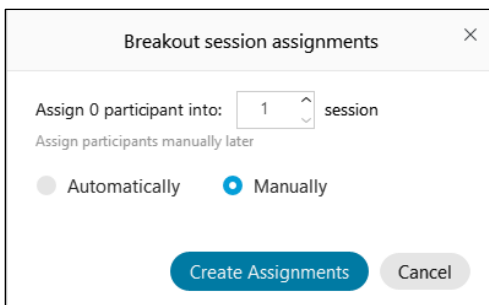 Breakout session assignments
Assign 0 participant into: 1 session
Assign participants manually later
Automatically Manually
Create Assignments Cancel